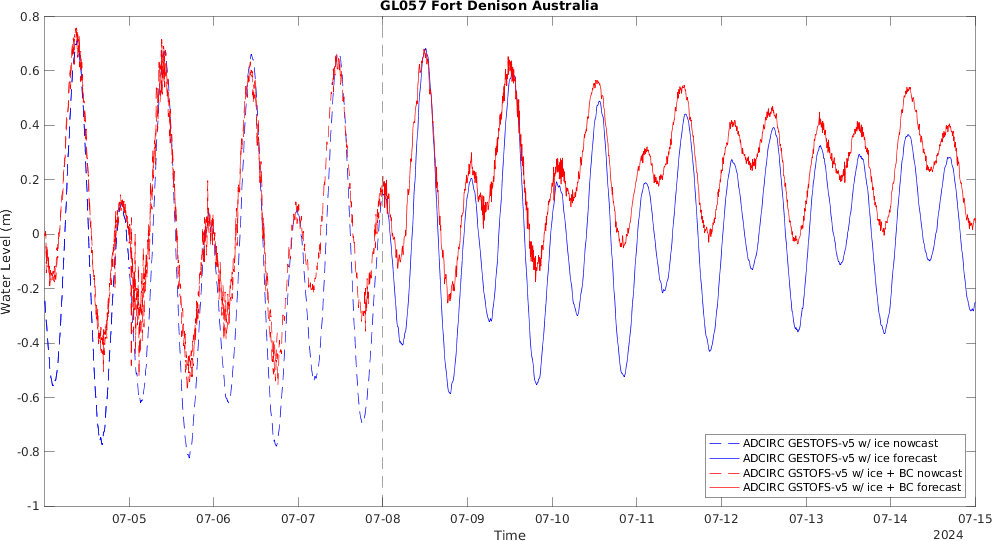 GL057 Fort Denison Australia
0.8
0.6
0.4
0.2
0
-0.2
-0.4
-0.6
-0.8
-1
Water Level (m)
ADCIRC GESTOFS-v5 w/ ice nowcast
ADCIRC GESTOFS-v5 w/ ice forecast
ADCIRC GSTOFS-v5 w/ ice + BC nowcast
ADCIRC GSTOFS-v5 w/ ice + BC forecast
07-05 07-06 07-07 07-08 07-09 07-10 07-11 07-12 07-13 07-14 07-15
Time
2024